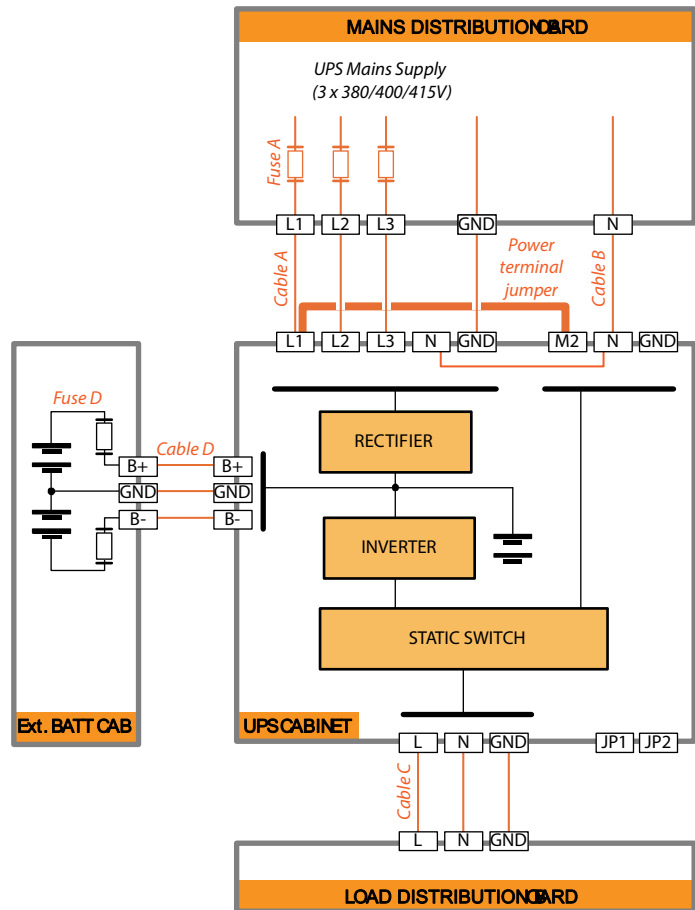 MAINS DISTRIBUTION BOARD
UPS Mains Supply
(3 x 380/400/415V)
Fuse A
L1 L2 L3 GND N
Cable A
Power
terminal
jumper
Cable B
L1 L2 L3 N GND M2 N GND
Fuse D
Cable D
B+ B+
GND GND
B- B-
RECTIFIER
INVERTER
STATIC SWITCH
Ext. BATT CAB
UPS CABINET
L N GND JP1 JP2
Cable C
L N GND
LOAD DISTRIBUTION BOARD